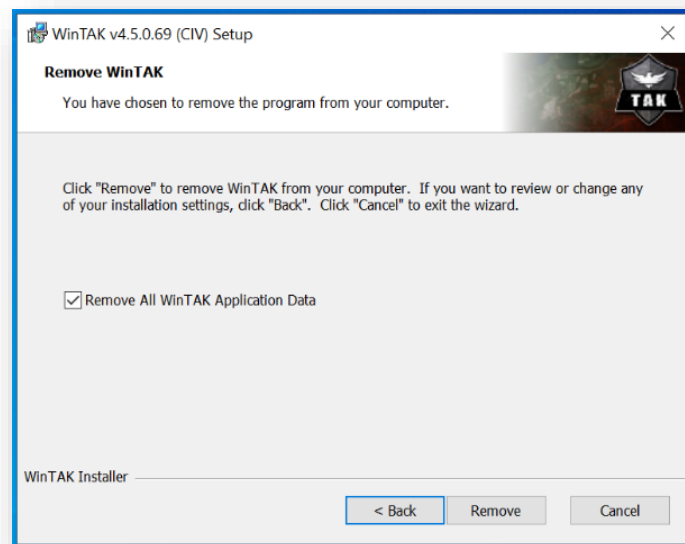 WinTAK v4.5.0.69 (CIV) Setup
Remove WinTAK
You have chosen to remove the program from your computer.
TAK
Click "Remove" to remove WinTAK from your computer.  If you want to review or change any
of your installation settings, click "Back".  Click "Cancel" to exit the wizard.
Remove All WinTAK Application Data
WinTAK Installer
< Back
Remove
Cancel